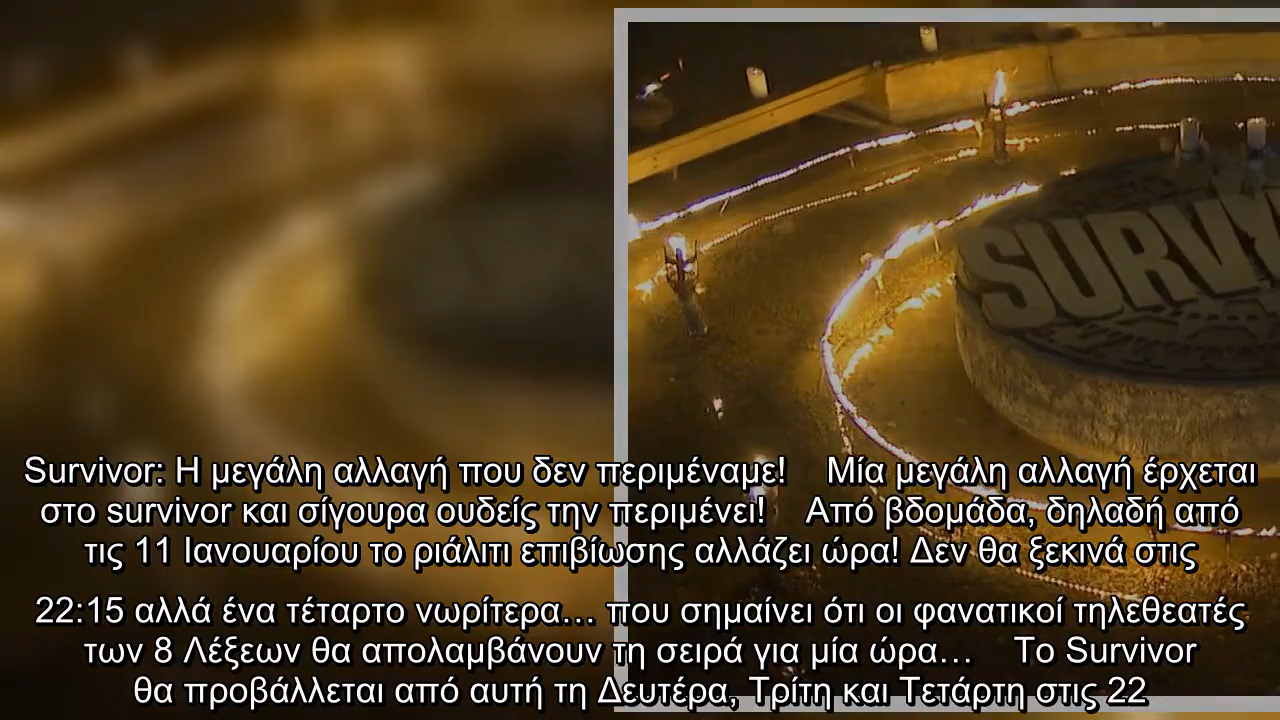 SURV
Survivor: Η μεγάλη αλλαγή που δεν περιμέναμε! Μία μεγάλη αλλαγή έρχεται
στο survivor και σίγουρα ουδείς την περιμένει! Από βδομάδα, δηλαδή από
τις 11 Ιανουαρίου το ριάλιτι επιβίωσης αλλάζει ώρα! Δεν θα ξεκινά στις
22:15 αλλά ένα τέταρτο νωρίτερα… που σημαίνει ότι οι φανατικοί τηλεθεατές
των 8 Λέξεων θα απολαμβάνουν τη σειρά για μία ώρα… Το Survivor
θα προβάλλεται από αυτή τη Δευτέρα, Τρίτη και Τετάρτη στις 22